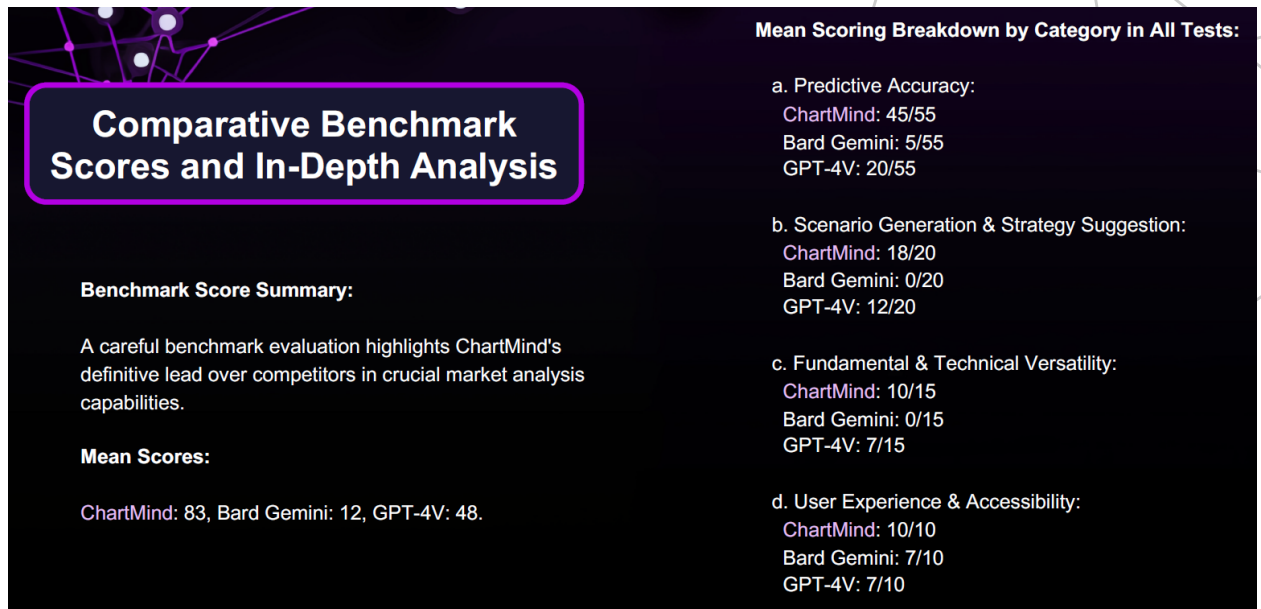 Comparative Benchmark
Scores and In-Depth Analysis
Benchmark Score Summary:
A careful benchmark evaluation highlights ChartMind's
definitive lead over competitors in crucial market analysis
capabilities.
Mean Scores:
ChartMind: 83, Bard Gemini: 12, GPT-4V: 48.
Mean Scoring Breakdown by Category in All Tests:
a. Predictive Accuracy:
ChartMind: 45/55
Bard Gemini: 5/55
GPT-4V: 20/55
b. Scenario Generation & Strategy Suggestion:
ChartMind: 18/20
Bard Gemini: 0/20
GPT-4V: 12/20
c. Fundamental & Technical Versatility:
ChartMind: 10/15
Bard Gemini: 0/15
GPT-4V: 7/15
d. User Experience & Accessibility:
ChartMind: 10/10
Bard Gemini: 7/10
GPT-4V: 7/10